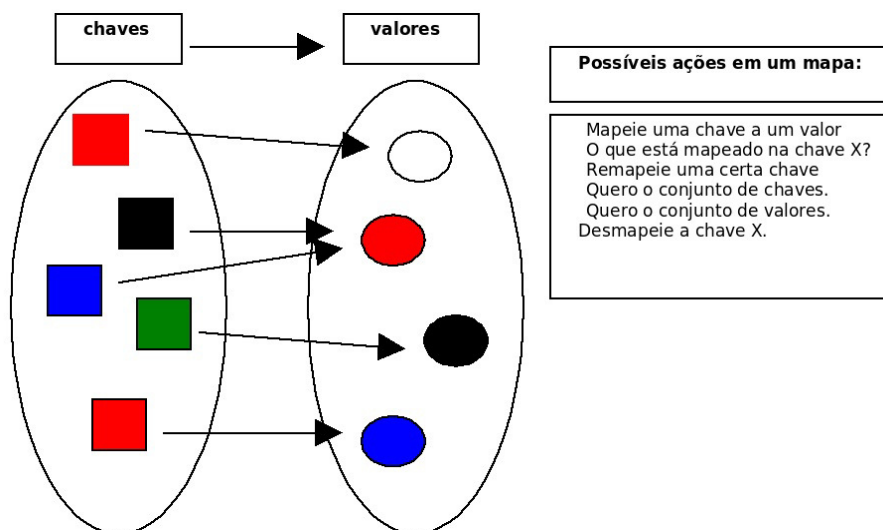 chaves
valores
Possíveis ações em um mapa:
Mapeie uma chave a um valor
O que está mapeado na chave X?
Remapeie uma certa chave
Quero o conjunto de chaves.
Quero o conjunto de valores.
Desmapeie a chave X.